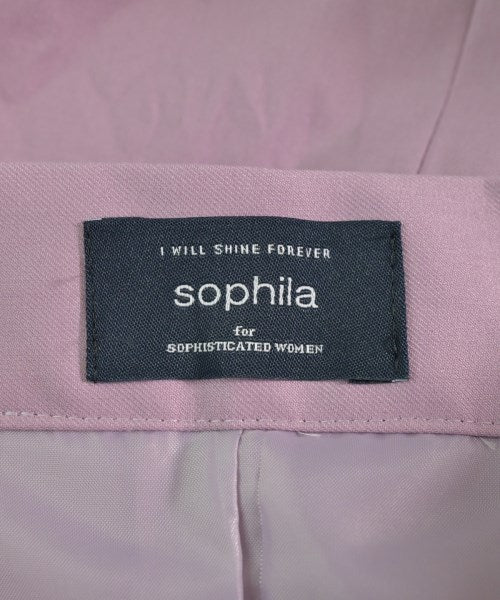 I WILL SHINE FOREVER
sophila
for
SOPHISTICATED WOMEN